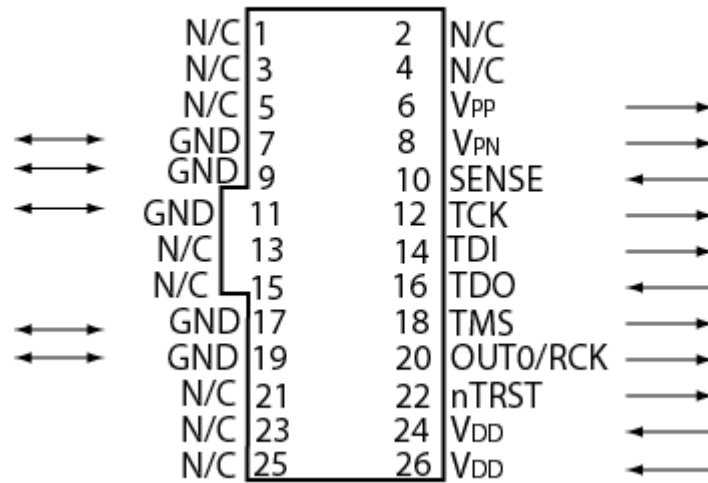 N/C 1 2 N/C
N/C 3 4 N/C
N/C 5 6 VPP
GND 7 8 VPN
GND 9 10 SENSE
GND 11 12 TCK
N/C 13 14 TDI
N/C 15 16 TDO
GND 17 18 TMS
GND 19 20 OUT0/RCK
N/C 21 22 nTRST
N/C 23 24 VDD
N/C 25 26 VDD